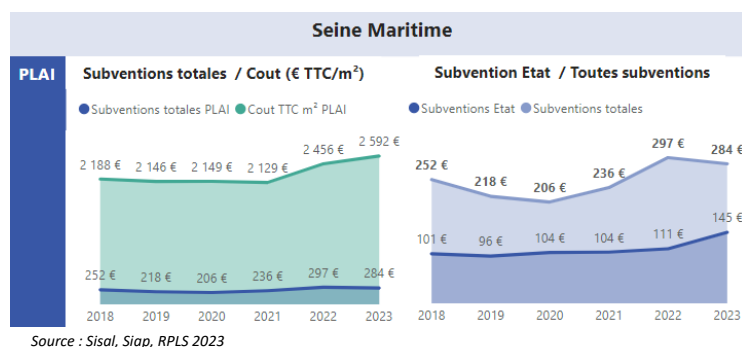 Seine Maritime
PLAI
Subventions totales / Cout (€ TTC/m²)
Subventions totales PLAI Cout TTC m² PLAI
2 188 € 2 146 € 2 149 € 2 129 € 2 456 € 2 592 €
252 € 218 € 206 € 236 € 297 € 284 €
2018 2019 2020 2021 2022 2023
Subvention Etat / Toutes subventions
Subventions Etat Subventions totales
252 € 218 € 206 € 236 € 297 € 284 €
101 € 96 € 104 € 104 € 111 € 145 €
2018 2019 2020 2021 2022 2023
Source : Sisal, Siap, RPLS 2023